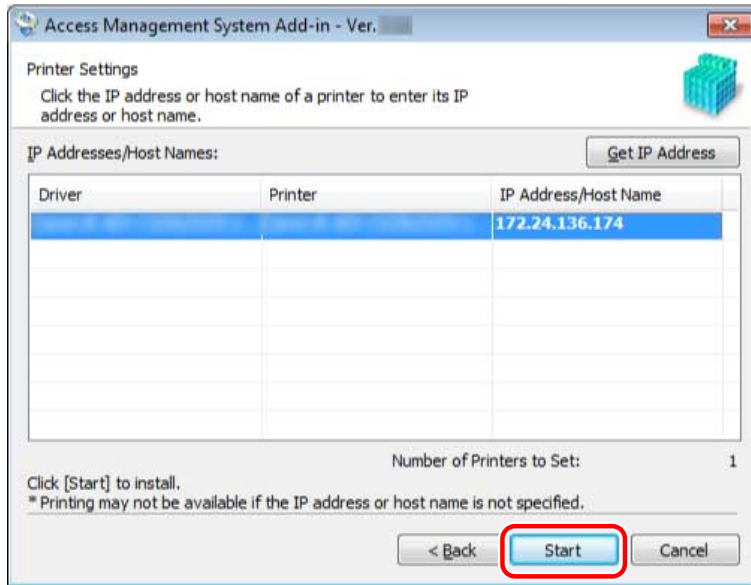 Access Management System Add-in - Ver.
Printer Settings
Click the IP address or host name of a printer to enter its IP
address or host name.
IP Addresses/Host Names:
Get IP Address
Driver Printer IP Address/Host Name
172.24.136.174
Number of Printers to Set: 1
Click [Start] to install.
* Printing may not be available if the IP address or host name is not specified.
< Back Start Cancel